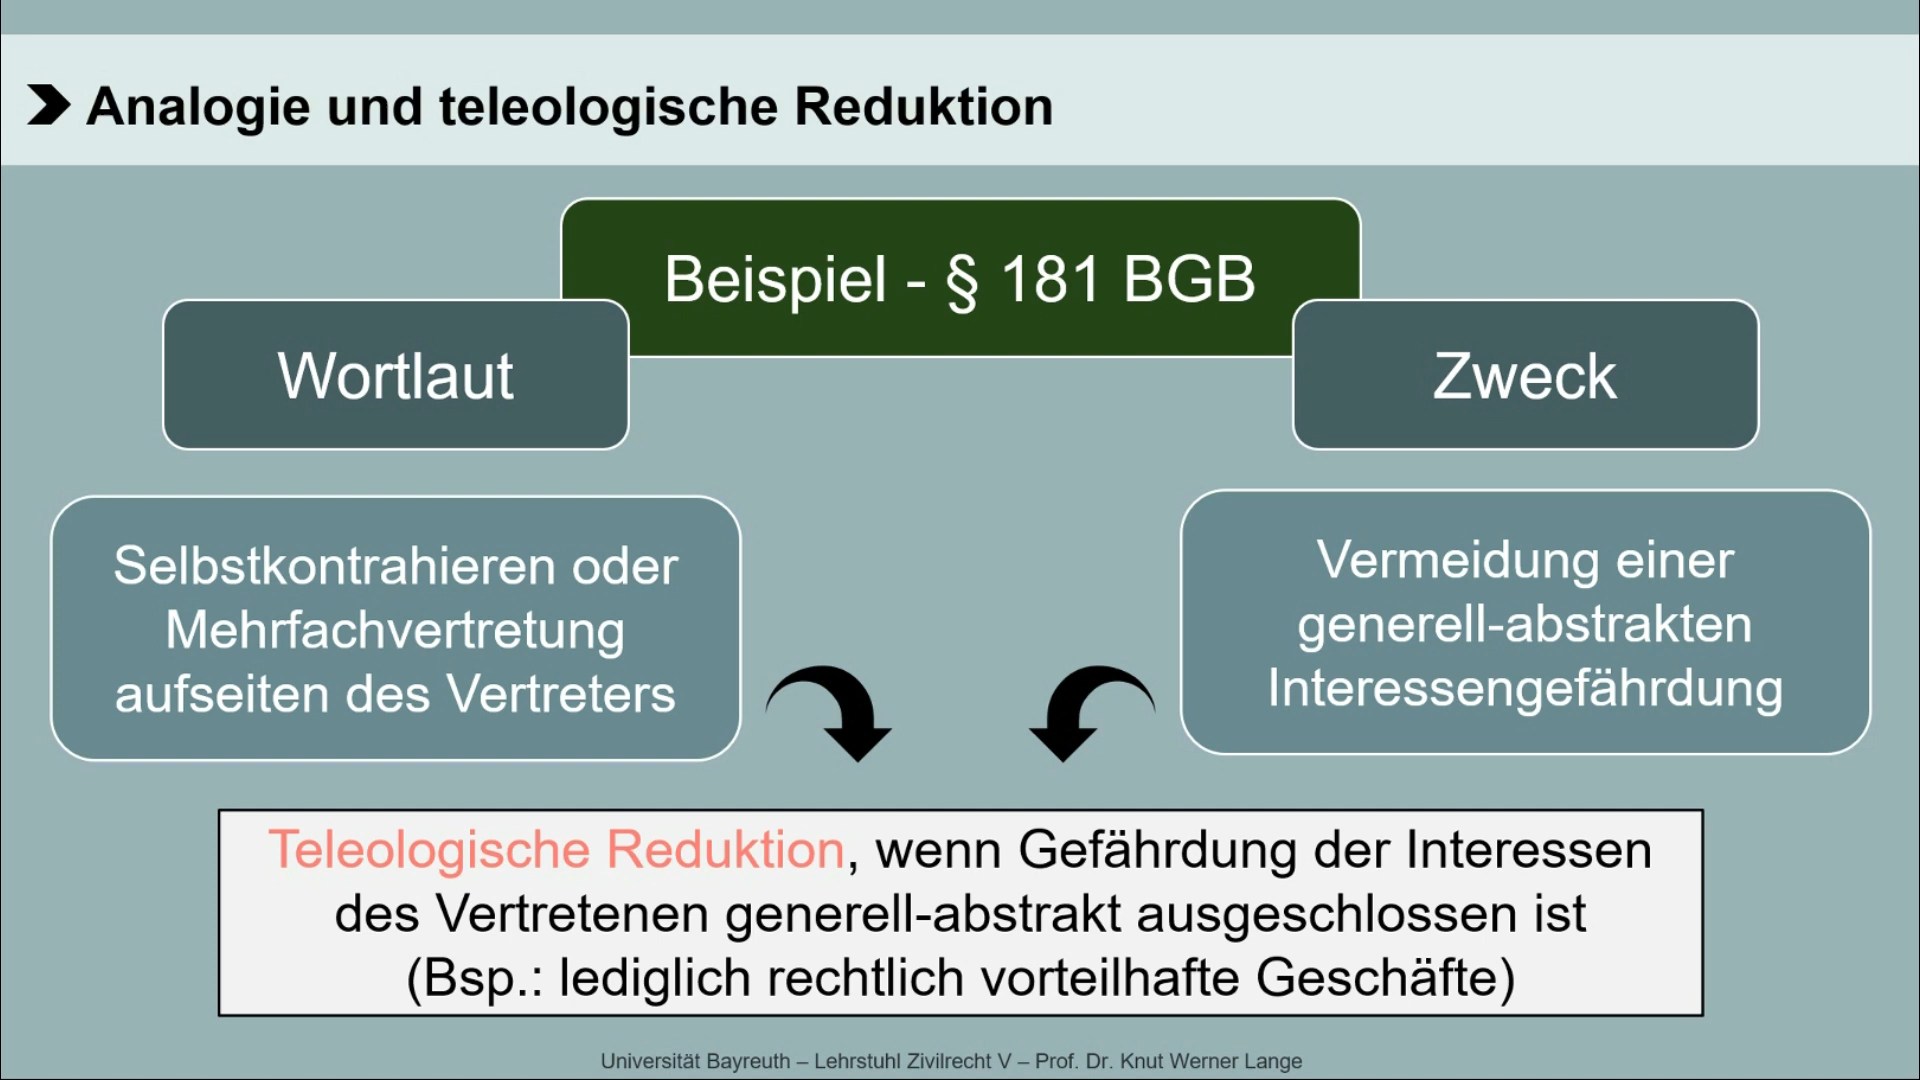 Analogie und teleologische Reduktion
Beispiel - § 181 BGB
Wortlaut
Zweck
Selbstkontrahieren oder
Mehrfachvertretung
aufseiten des Vertreters
Vermeidung einer
generell-abstrakten
Interessengefährdung
Teleologische Reduktion, wenn Gefährdung der Interessen
des Vertretenen generell-abstrakt ausgeschlossen ist
(Bsp.: lediglich rechtlich vorteilhafte Geschäfte)
Universität Bayreuth – Lehrstuhl Zivilrecht V – Prof. Dr. Knut Werner Lange